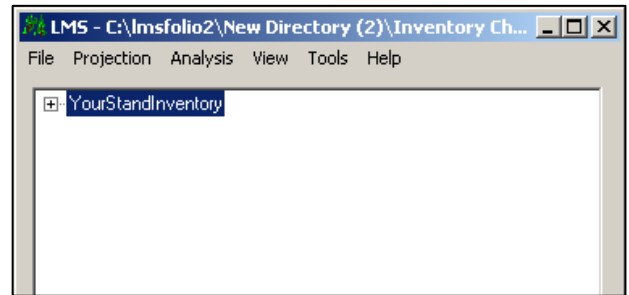 LMS - C:\lmsfolio2\New Directory (2)\Inventory Ch...
File Projection Analysis View Tools Help
YourStandInventory